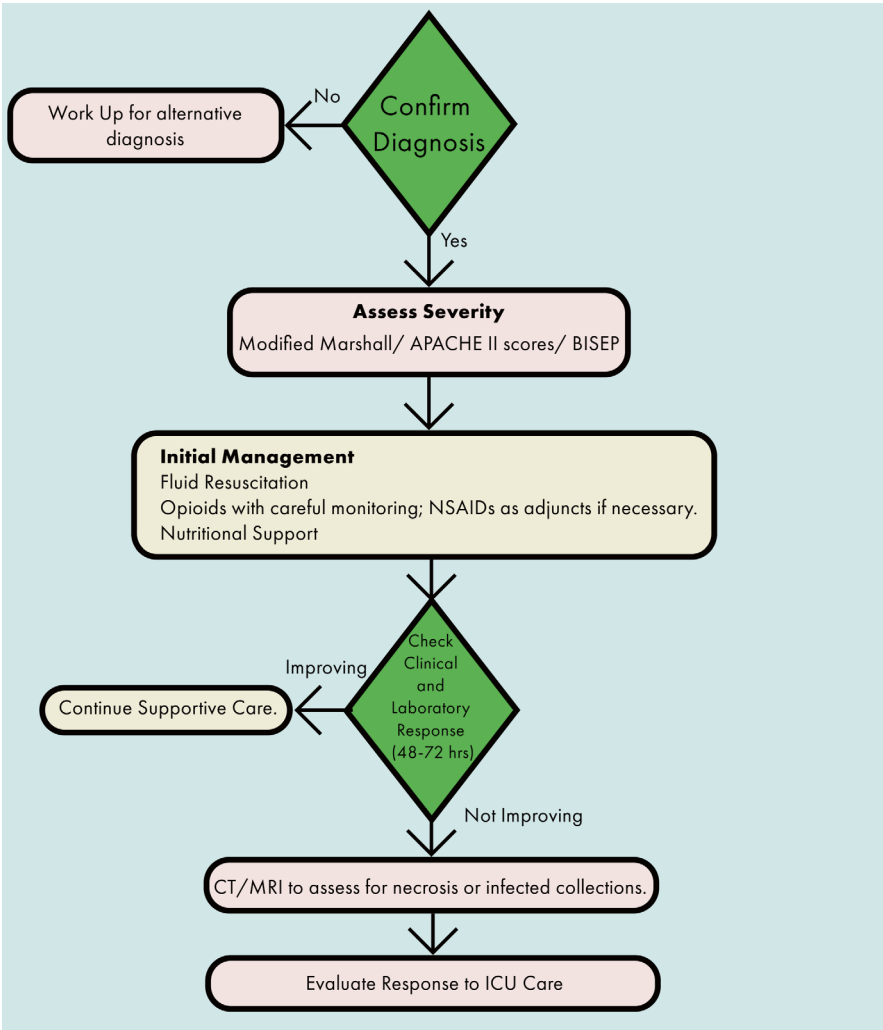 Confirm
Diagnosis
No
Work Up for alternative
diagnosis
Yes
Assess Severity
Modified Marshall/ APACHE II scores/ BISEP
Initial Management
Fluid Resuscitation
Opioids with careful monitoring; NSAIDs as adjuncts if necessary.
Nutritional Support
Check
Clinical
and
Laboratory
Response
(48-72 hrs)
Improving
Continue Supportive Care.
Not Improving
CT/MRI to assess for necrosis or infected collections.
Evaluate Response to ICU Care